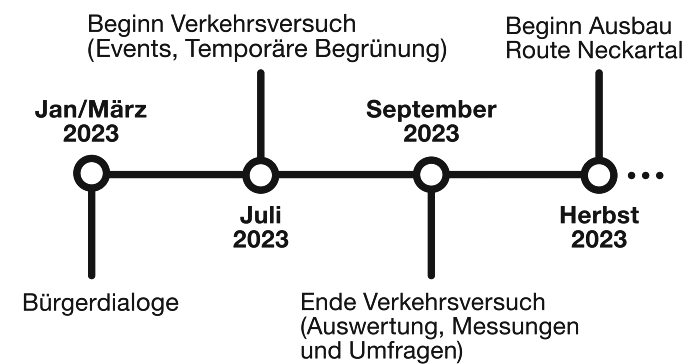 Beginn Verkehrsversuch
(Events, Temporäre Begrünung)
Beginn Ausbau
Route Neckartal
Jan/März
2023
September
2023
Juli
2023
Herbst
2023
Bürgerdialoge
Ende Verkehrsversuch
(Auswertung, Messungen
und Umfragen)